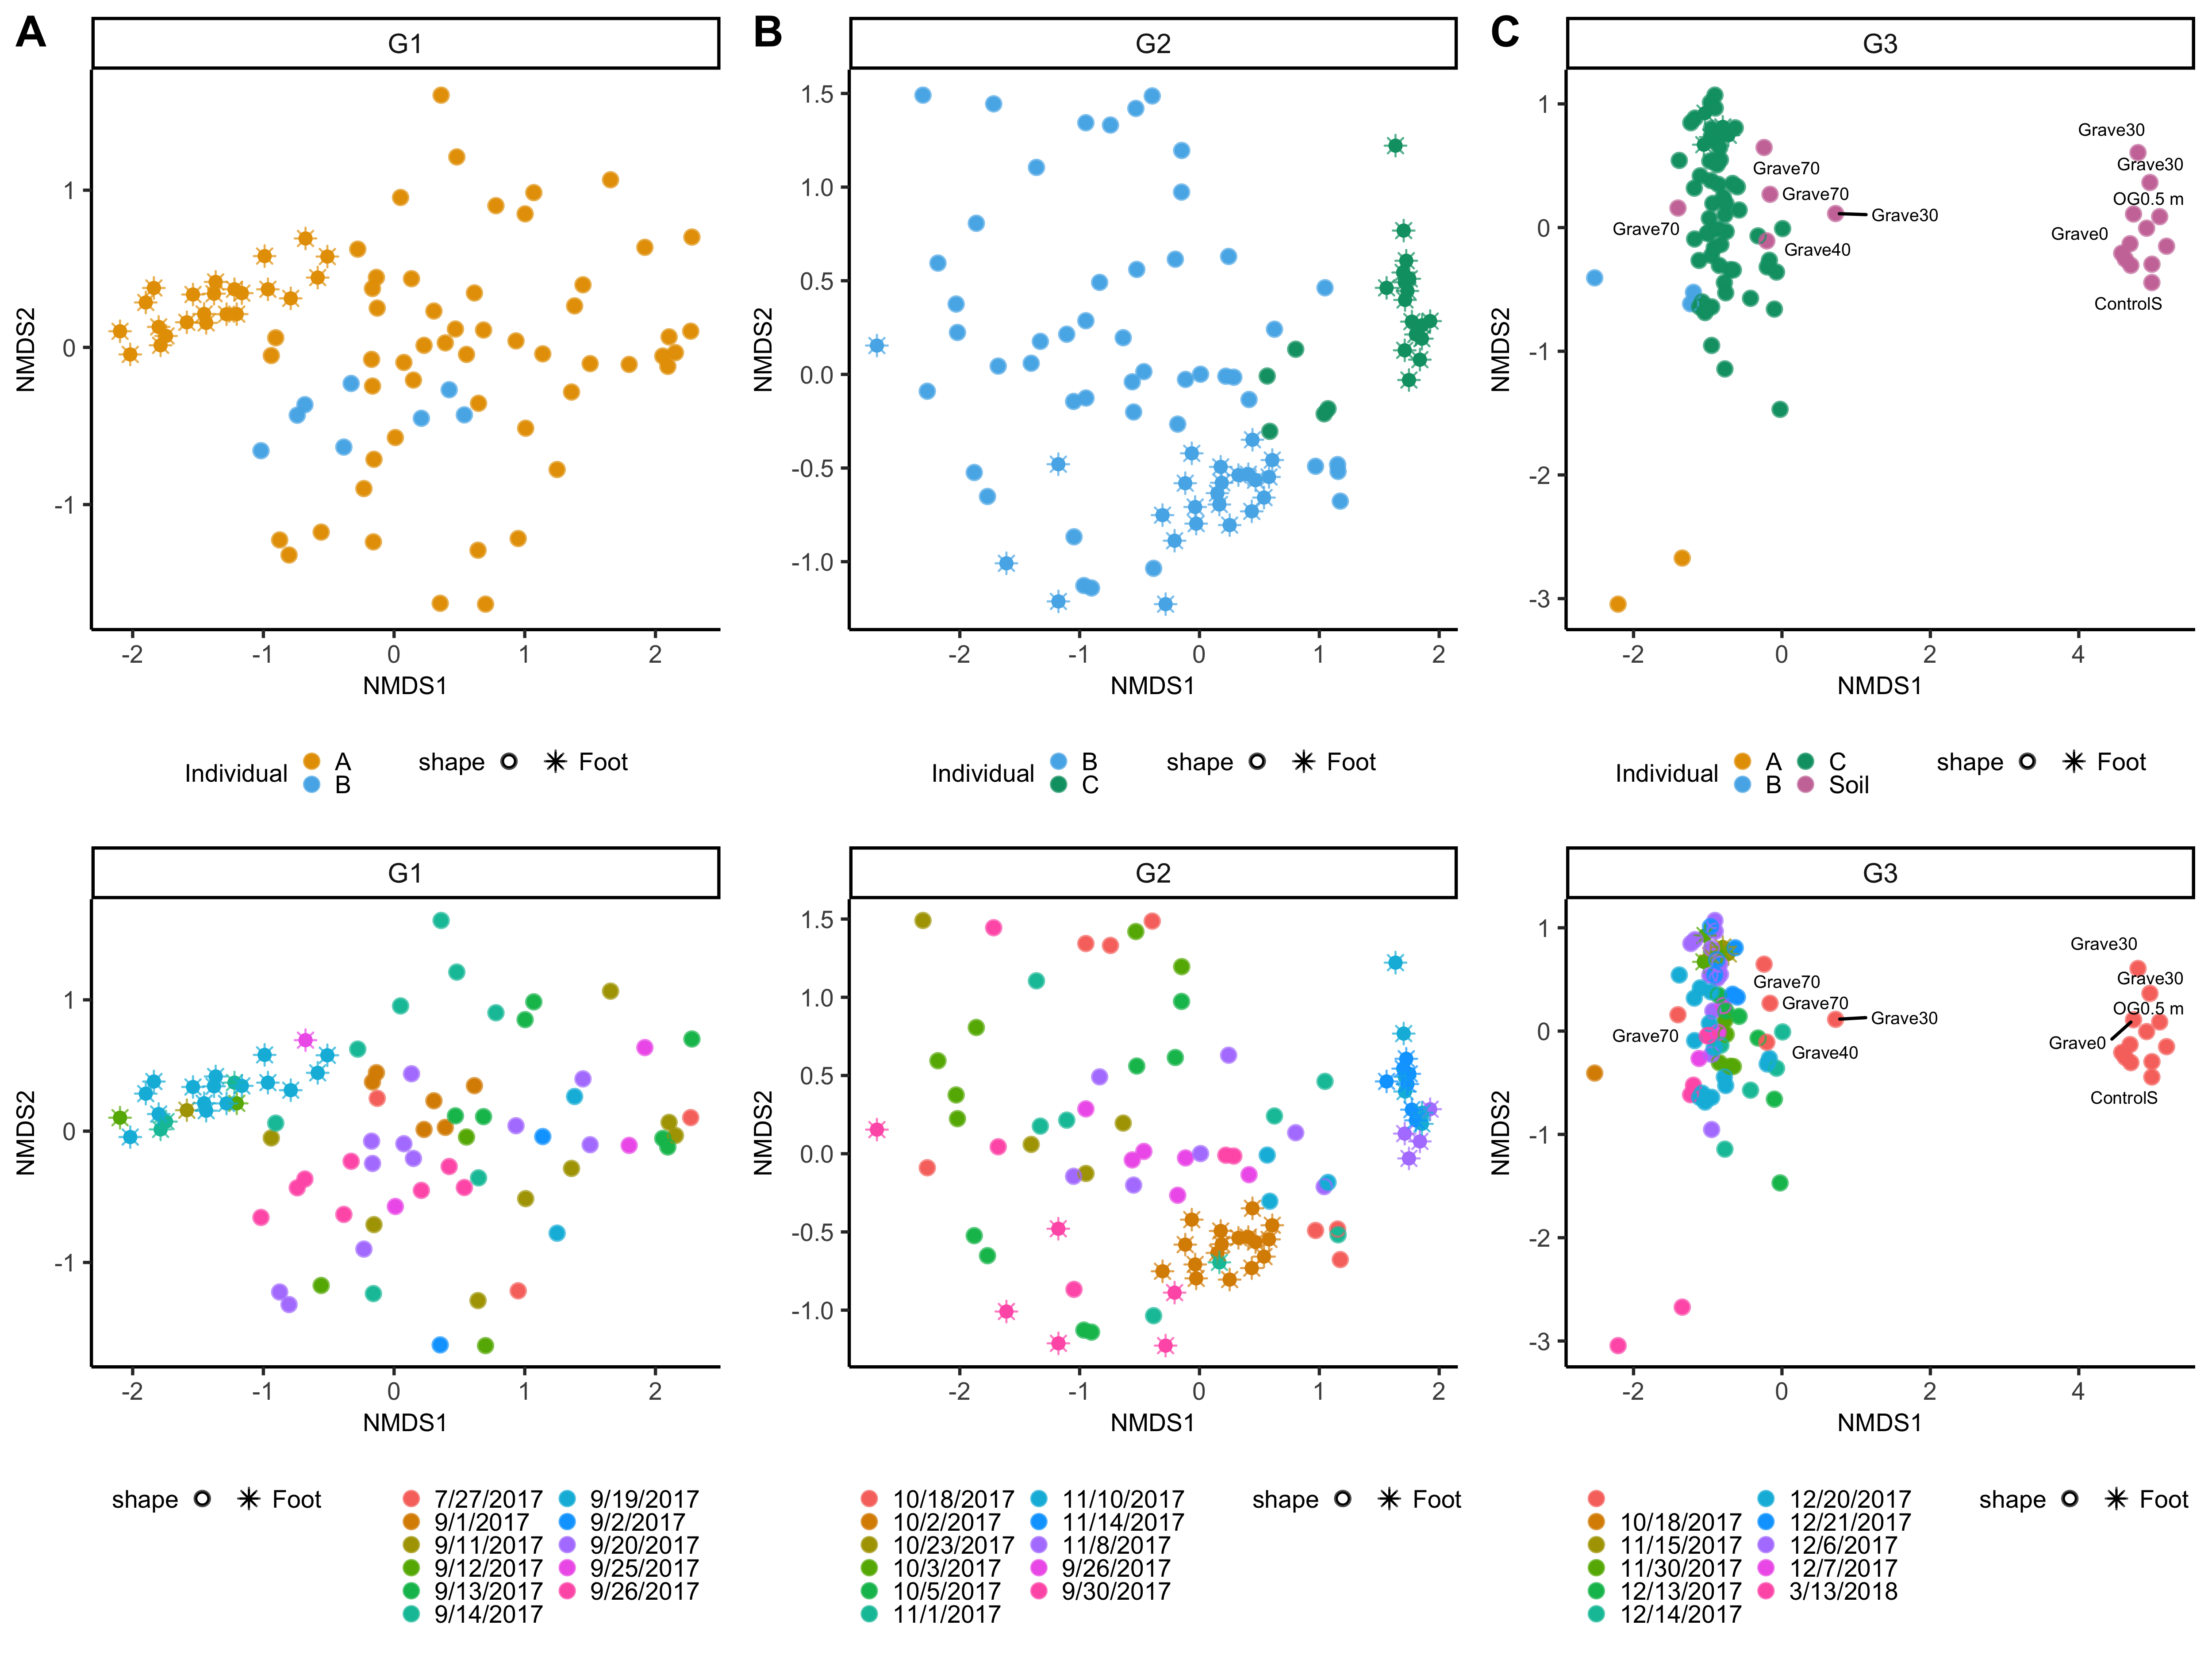 A
B
C
G1
G2
G3
1
0
-1
NMDS2
-2
-1
0
1
2
NMDS1
1.5
1.0
0.5
0.0
-0.5
-1.0
NMDS2
-2
-1
0
1
2
NMDS1
1
0
-1
-2
-3
NMDS2
Grave30
Grave30
Grave70
Grave70
OG0.5 m
Grave30
Grave70
Grave0
Grave40
ControlS
-2
0
2
4
NMDS1
Individual
A
B
shape
Foot
Individual
B
C
shape
Foot
Individual
A
C
B
Soil
shape
Foot
G1
G2
G3
1
0
-1
NMDS2
-2
-1
0
1
2
NMDS1
1.5
1.0
0.5
0.0
-0.5
-1.0
NMDS2
-2
-1
0
1
2
NMDS1
1
0
-1
-2
-3
NMDS2
Grave30
Grave30
Grave70
Grave70
OG0.5 m
Grave30
Grave70
Grave0
Grave40
ControlS
-2
0
2
4
NMDS1
shape
Foot
7/27/2017
9/1/2017
9/11/2017
9/12/2017
9/13/2017
9/14/2017
9/19/2017
9/2/2017
9/20/2017
9/25/2017
9/26/2017
10/18/2017
10/2/2017
10/23/2017
10/3/2017
10/5/2017
11/1/2017
11/10/2017
11/14/2017
11/8/2017
9/26/2017
9/30/2017
shape
Foot
10/18/2017
11/15/2017
11/30/2017
12/13/2017
12/14/2017
12/20/2017
12/21/2017
12/6/2017
12/7/2017
3/13/2018
shape
Foot